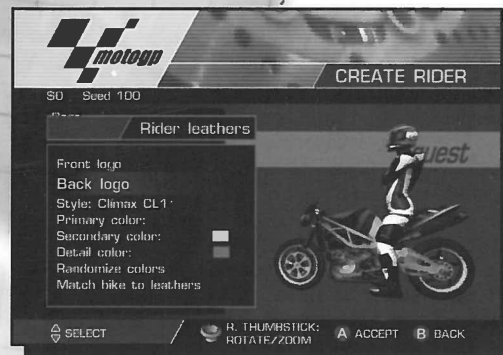 motogp
CREATE RIDER
$0 Seed 100
Rider leathers
Front logo
Back logo
Style: Climax CL1
Primary color:
Secondary color:
Detail color:
Randomize colors
Match bike to leathers
uest
SELECT
R. THUMBSTICK:
ROTATE/ZOOM
A ACCEPT
B BACK